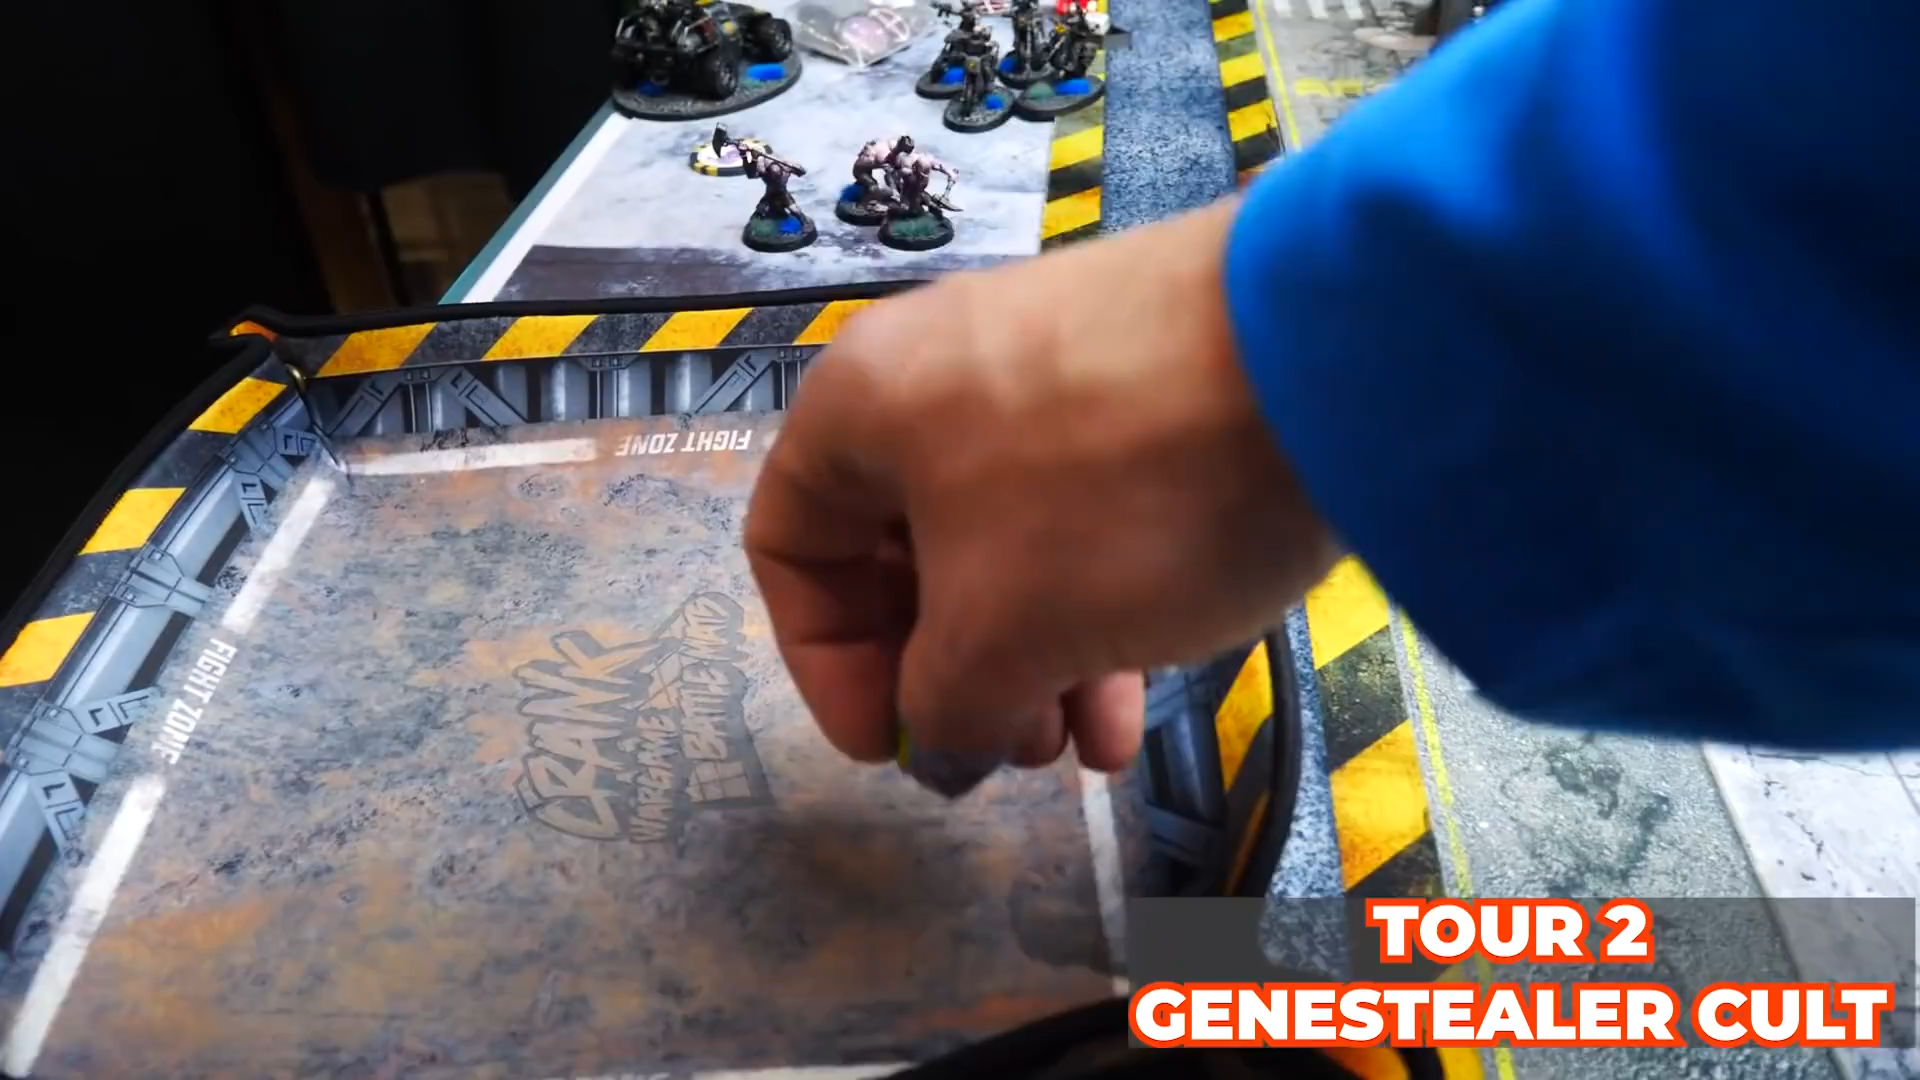 FIGHT ZONE
FIGHT ZONE
CRANK
WARGAME
BATTLE-MATS
TOUR 2
GENESTEALER CULT